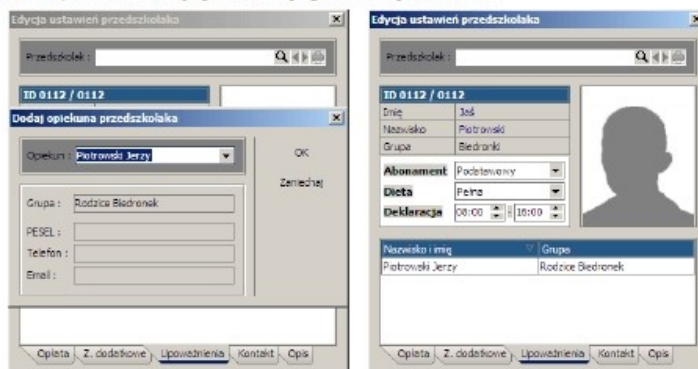 Edycja ustawień przedszkolaka
Przedszkolak :
ID 0112 / 0112
Dodaj opiekuna przedszkolaka
Opiekun : Piotrowski Jerzy
OK
Zaniechaj
Grupa : Rodzice Biedronek
PESEL :
Telefon :
Email :
Opłata Z. dodatkowe Upoważnienia Kontakt Opis
Edycja ustawień przedszkolaka
Przedszkolak :
ID 0112 / 0112
Imię Jaś
Nazwisko Piotrowski
Grupa Biedronki
Abonament Podstawowy
Dieta Pełna
Deklaracja 08:00 16:00
Nazwisko i imię Grupa
Piotrowski Jerzy Rodzice Biedronek
Opłata Z. dodatkowe Upoważnienia Kontakt Opis